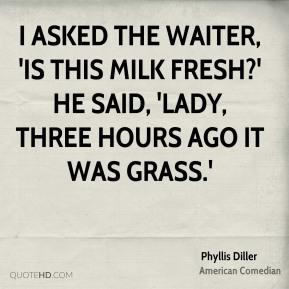 I ASKED THE WAITER,
'IS THIS MILK FRESH?'
HE SAID, 'LADY,
THREE HOURS AGO IT
WAS GRASS.'
Phyllis Diller
American Comedian
QUOTEHD.COM